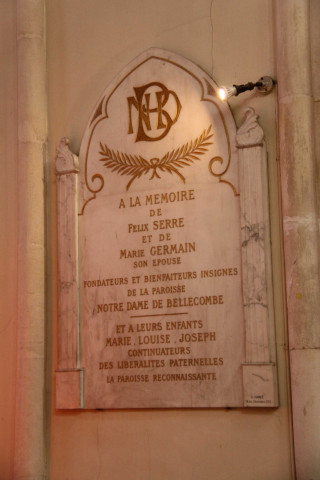 A LA MEMOIRE
DE
FELIX SERRE
ET DE
MARIE GERMAIN
SON EPOUSE
FONDATEURS ET BIENFAITEURS INSIGNES
DE LA PAROISSE
NOTRE DAME DE BELLECOMBE
ET A LEURS ENFANTS
MARIE. LOUISE. JOSEPH
CONTINUATEURS
DES LIBERALITES PATERNELLES
LA PAROISSE RECONNAISSANTE